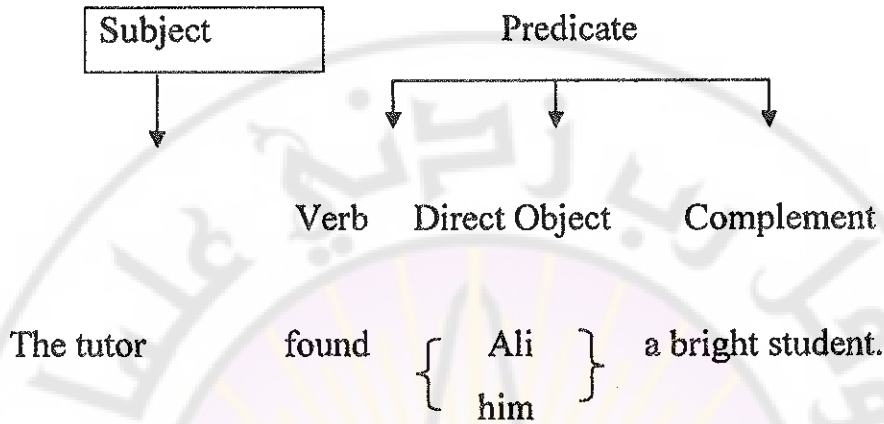 Subject Predicate
Verb Direct Object Complement
The tutor found { Ali } a bright student.
him